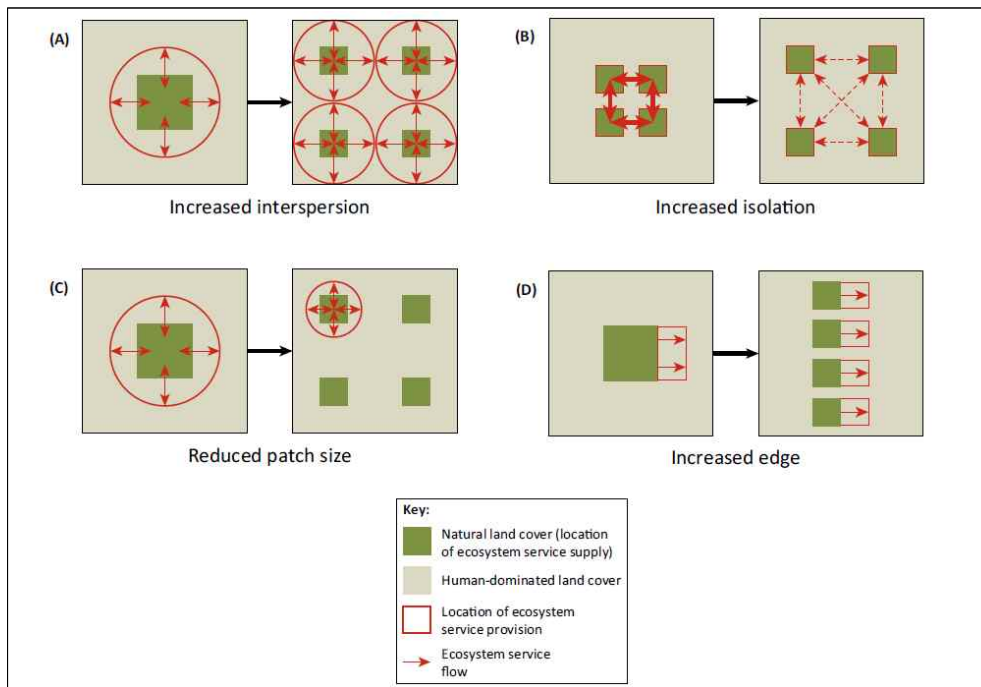 (A)
(B)
Increased interspersion
Increased isolation
(C)
(D)
Reduced patch size
Increased edge
Key:
Natural land cover (location
of ecosystem service supply)
Human-dominated land cover
Location of ecosystem
service provision
Ecosystem service
flow